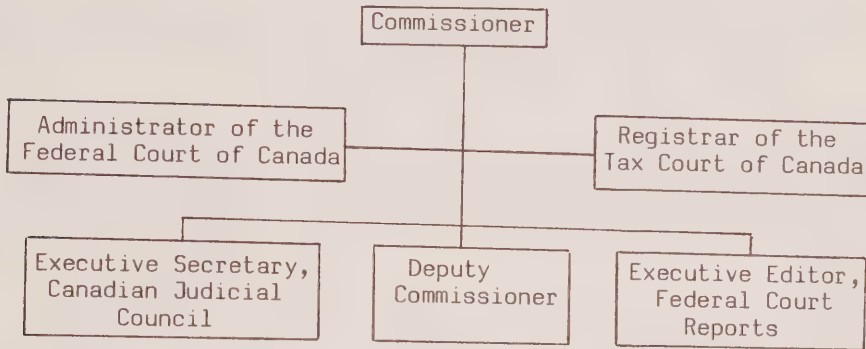 Commissioner
Administrator of the
Federal Court of Canada
Registrar of the
Tax Court of Canada
Executive Secretary,
Canadian Judicial
Council
Deputy
Commissioner
Executive Editor,
Federal Court
Reports